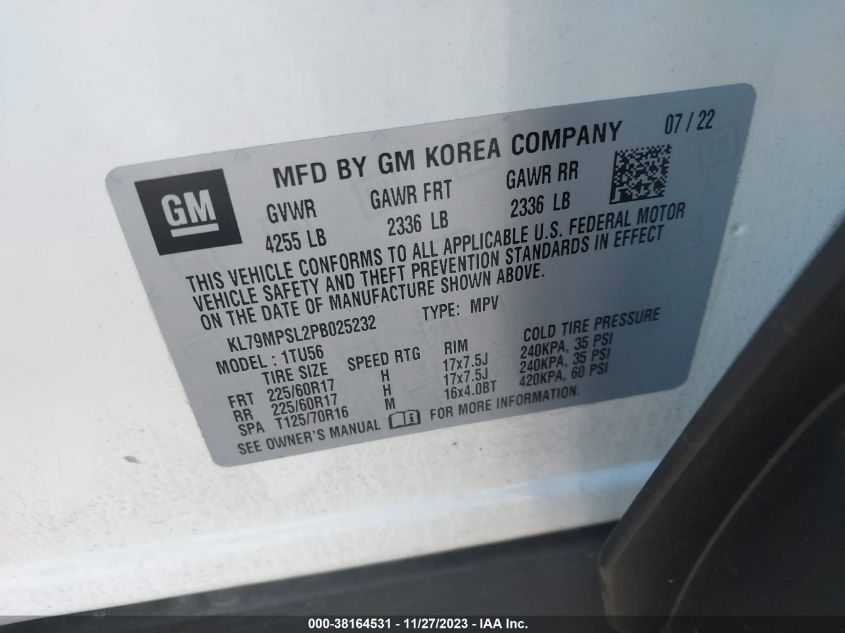 MFD BY GM KOREA COMPANY 07 / 22
GM
GVWR GAWR FRT GAWR RR
4255 LB 2336 LB 2336 LB
THIS VEHICLE CONFORMS TO ALL APPLICABLE U.S. FEDERAL MOTOR
VEHICLE SAFETY AND THEFT PREVENTION STANDARDS IN EFFECT
ON THE DATE OF MANUFACTURE SHOWN ABOVE.
KL79MPSL2PB025232 TYPE: MPV
MODEL: 1TU56
TIRE SIZE SPEED RTG RIM COLD TIRE PRESSURE
FRT 225/60R17 H 17x7.5J 240KPA, 35 PSI
RR 225/60R17 H 17x7.5J 240KPA, 35 PSI
SPA T125/70R16 M 16x4.0BT 420KPA, 60 PSI
SEE OWNER'S MANUAL FOR MORE INFORMATION.
000-38164531 - 11/27/2023 - IAA Inc.